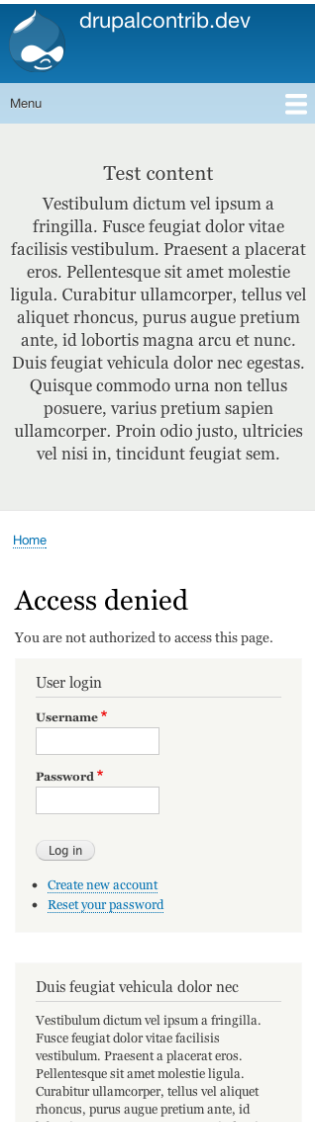 drupalcontrib.dev
Menu
Test content
Vestibulum dictum vel ipsum a
fringilla. Fusce feugiat dolor vitae
facilisis vestibulum. Praesent a placerat
eros. Pellentesque sit amet molestie
ligula. Curabitur ullamcorper, tellus vel
aliquet rhoncus, purus augue pretium
ante, id lobortis magna arcu et nunc.
Duis feugiat vehicula dolor nec egestas.
Quisque commodo urna non tellus
posuere, varius pretium sapien
ullamcorper. Proin odio justo, ultricies
vel nisi in, tincidunt feugiat sem.
Home
Access denied
You are not authorized to access this page.
User login
Username *
Password *
Log in
Create new account
Reset your password
Duis feugiat vehicula dolor nec
Vestibulum dictum vel ipsum a fringilla.
Fusce feugiat dolor vitae facilisis
vestibulum. Praesent a placerat eros.
Pellentesque sit amet molestie ligula.
Curabitur ullamcorper, tellus vel aliquet
rhoncus, purus augue pretium ante, id